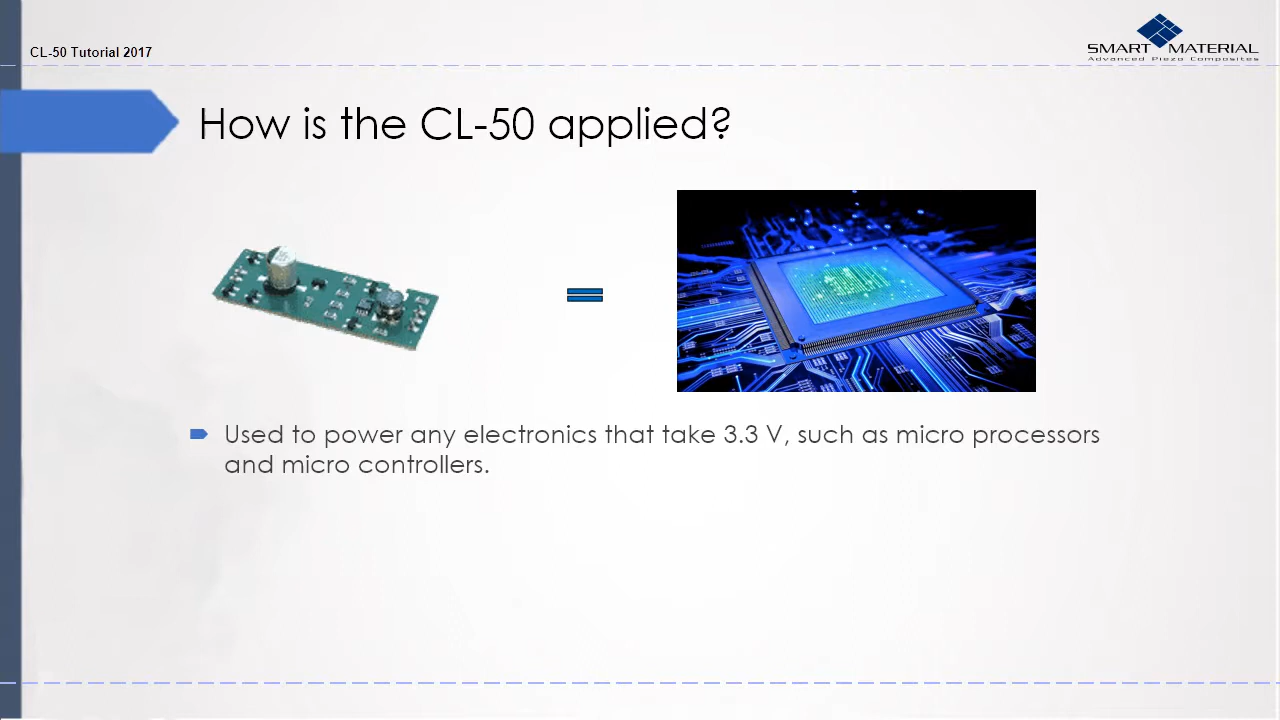 CL-50 Tutorial 2017
SMART MATERIAL
Advanced Piezo Composites
How is the CL-50 applied?
Used to power any electronics that take 3.3 V, such as micro processors
and micro controllers.